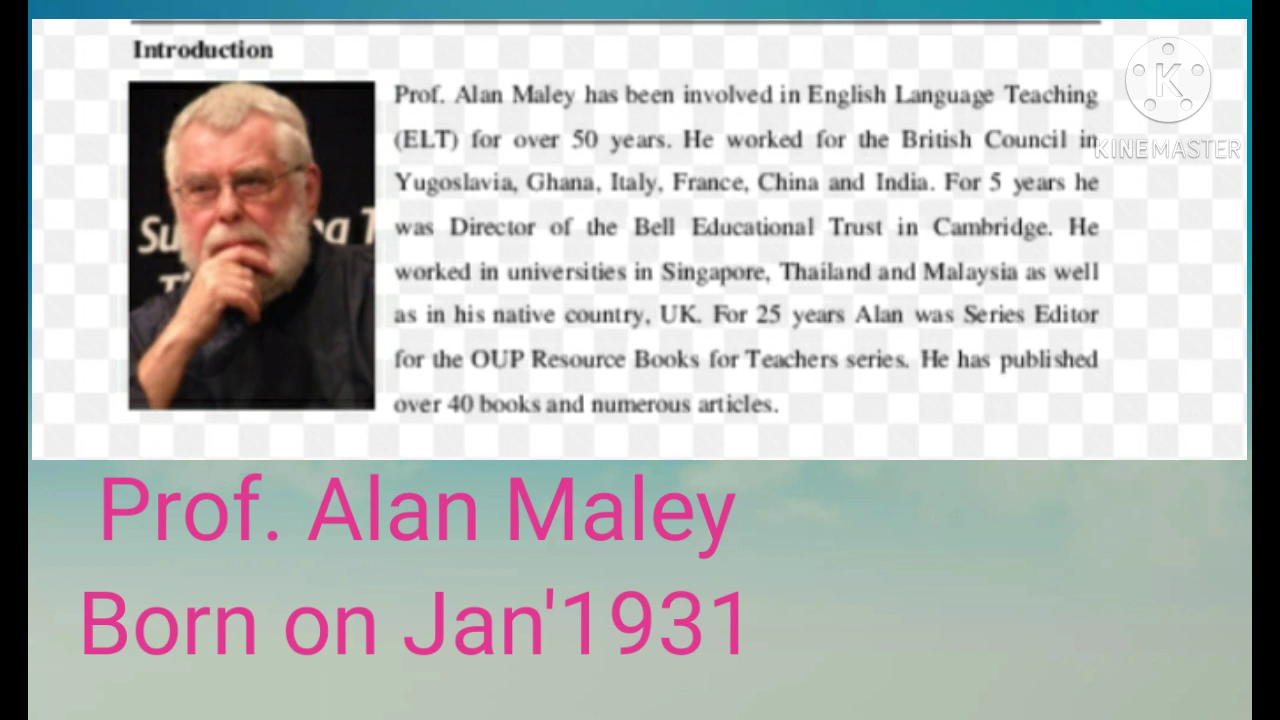 Introduction
Prof. Alan Maley has been involved in English Language Teaching
(ELT) for over 50 years. He worked for the British Council in
Yugoslavia, Ghana, Italy, France, China and India. For 5 years he
was Director of the Bell Educational Trust in Cambridge. He
worked in universities in Singapore, Thailand and Malaysia as well
as in his native country, UK. For 25 years Alan was Series Editor
for the OUP Resource Books for Teachers series. He has published
over 40 books and numerous articles.
K
KINEMASTER
Prof. Alan Maley
Born on Jan'1931